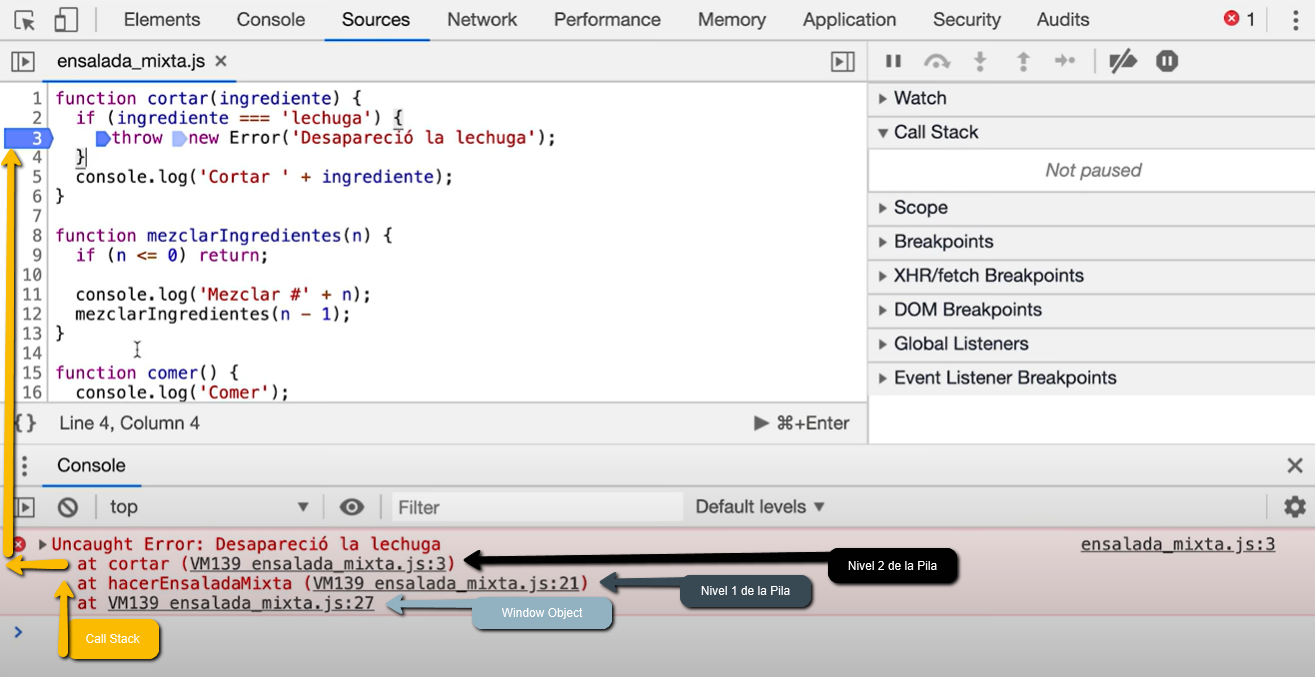 Elements Console Sources Network Performance Memory Application Security Audits 1
ensalada_mixta.js ×
1 function cortar(ingrediente) {
2 if (ingrediente === 'lechuga') {
3 throw new Error('Desapareció la lechuga');
4 }
5 console.log('Cortar ' + ingrediente);
6 }
7
8 function mezclarIngredientes(n) {
9 if (n <= 0) return;
10
11 console.log('Mezclar #' + n);
12 mezclarIngredientes(n - 1);
13 }
14
15 function comer() {
16 console.log('Comer');
{} Line 4, Column 4 ⌘+Enter
Watch
Call Stack
Not paused
Scope
Breakpoints
XHR/fetch Breakpoints
DOM Breakpoints
Global Listeners
Event Listener Breakpoints
Console
top Filter Default levels
Uncaught Error: Desapareció la lechuga ensalada_mixta.js:3
at cortar (VM139 ensalada_mixta.js:3)
at hacerEnsaladaMixta (VM139 ensalada_mixta.js:21)
at VM139 ensalada_mixta.js:27
Nivel 2 de la Pila
Nivel 1 de la Pila
Window Object
Call Stack